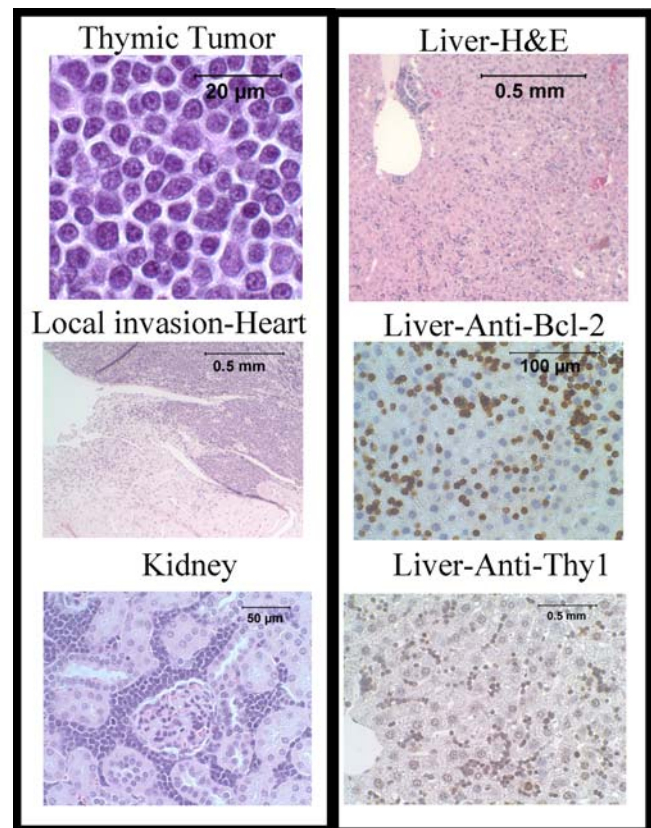 Thymic Tumor
20 µm
Local invasion-Heart
0.5 mm
Kidney
50 µm
Liver-H&E
0.5 mm
Liver-Anti-Bcl-2
100 µm
Liver-Anti-Thy1
0.5 mm